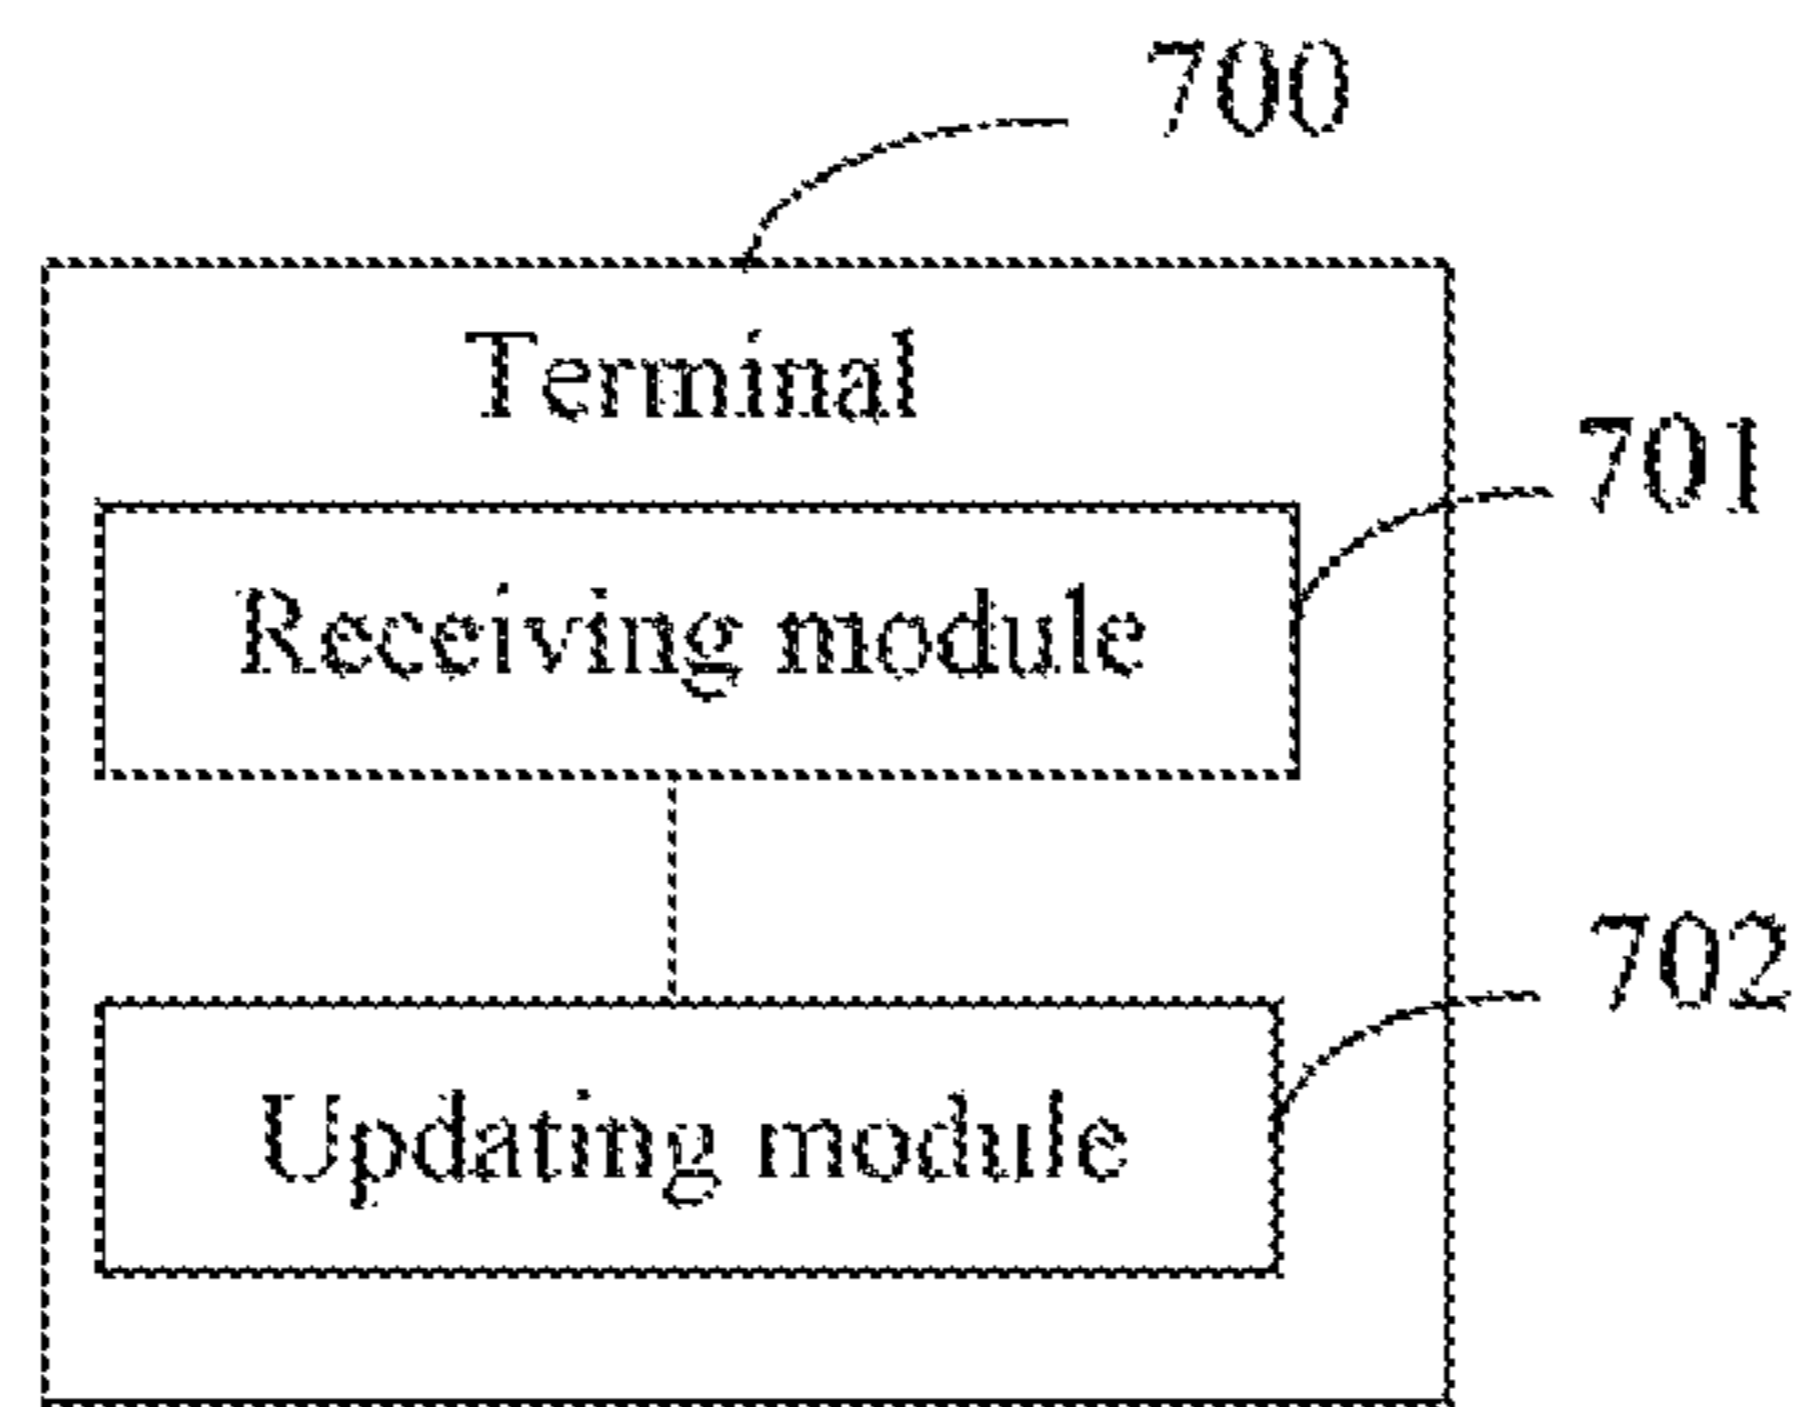 700
Terminal
701
Receiving module
702
Updating module